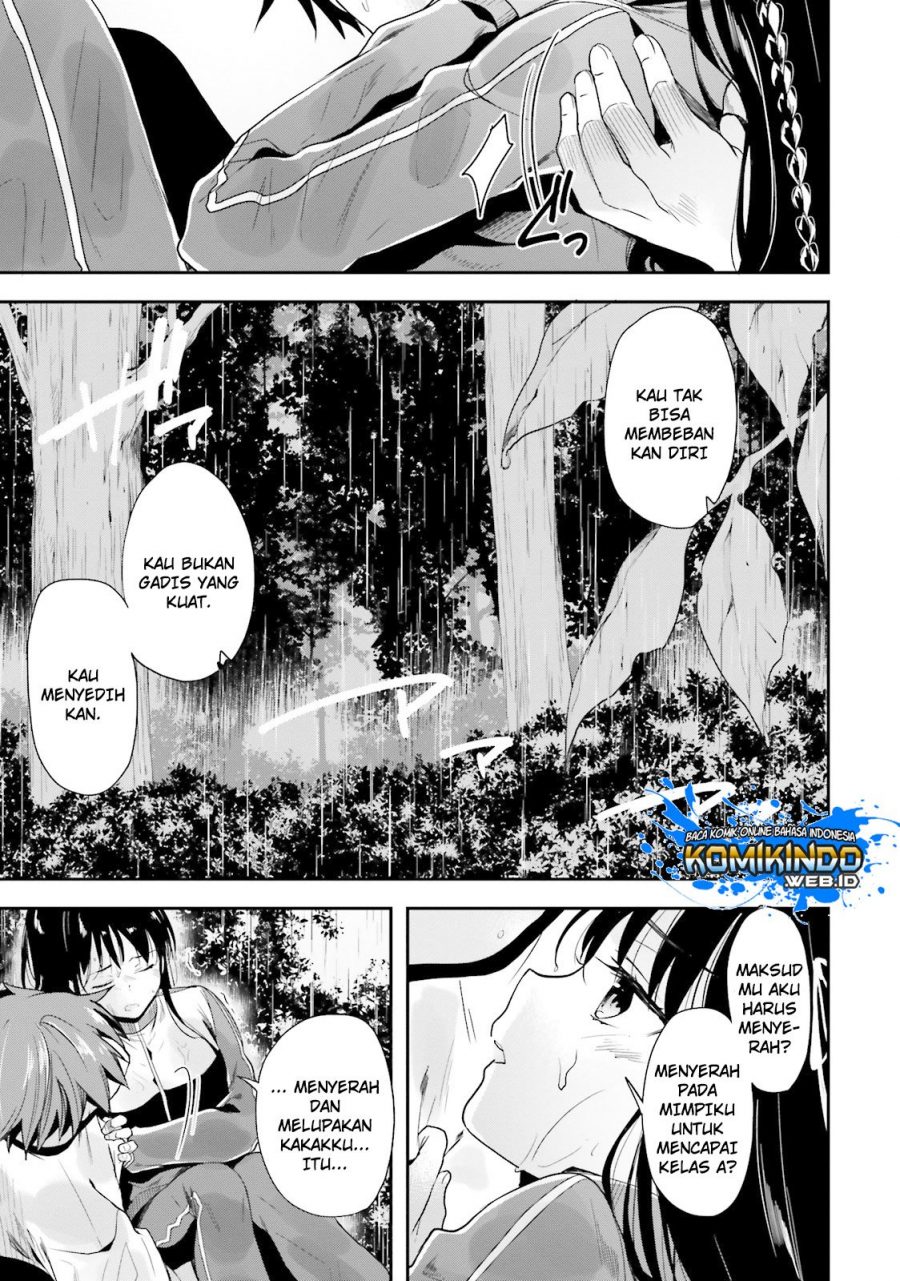 KAU TAK
BISA
MEMBEBAN
KAN DIRI
KAU BUKAN
GADIS YANG
KUAT.
KAU
MENYEDIH
KAN.
BACA KOMIK ONLINE BAHASA INDONESIA
KOMIKINDO
WEB.ID
MAKSUD
MU AKU
HARUS
MENYE-
RAH?
MENYERAH
PADA
MIMPIKU
UNTUK
MENCAPAI
KELAS A?
... MENYERAH
DAN
MELUPAKAN
KAKAKKU...
ITU...